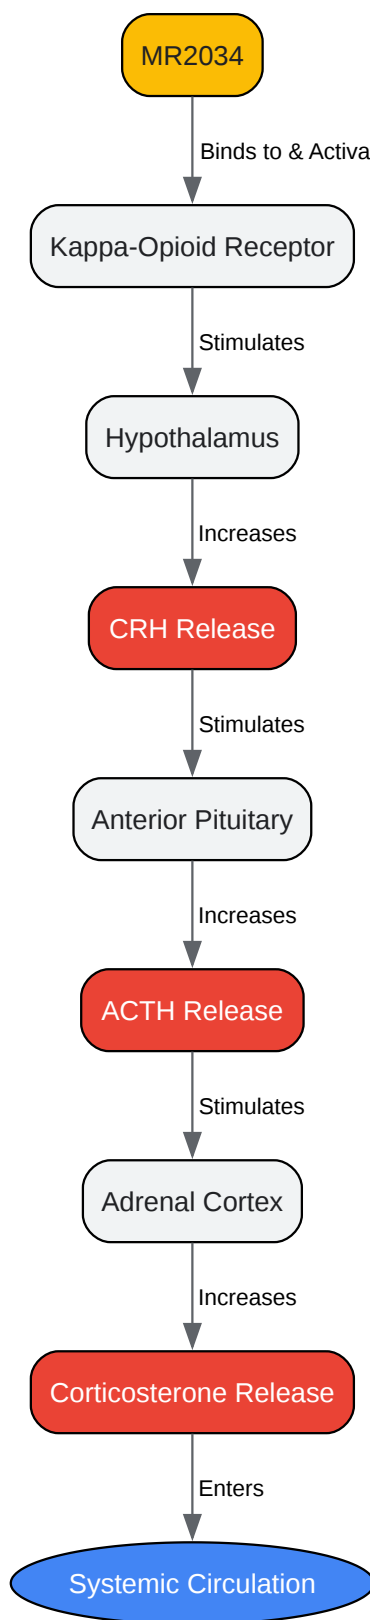 MR2034
Binds to & Activa
Kappa-Opioid Receptor
Stimulates
Hypothalamus
Increases
CRH Release
Stimulates
Anterior Pituitary
Increases
ACTH Release
Stimulates
Adrenal Cortex
Increases
Corticosterone Release
Enters
Systemic Circulation